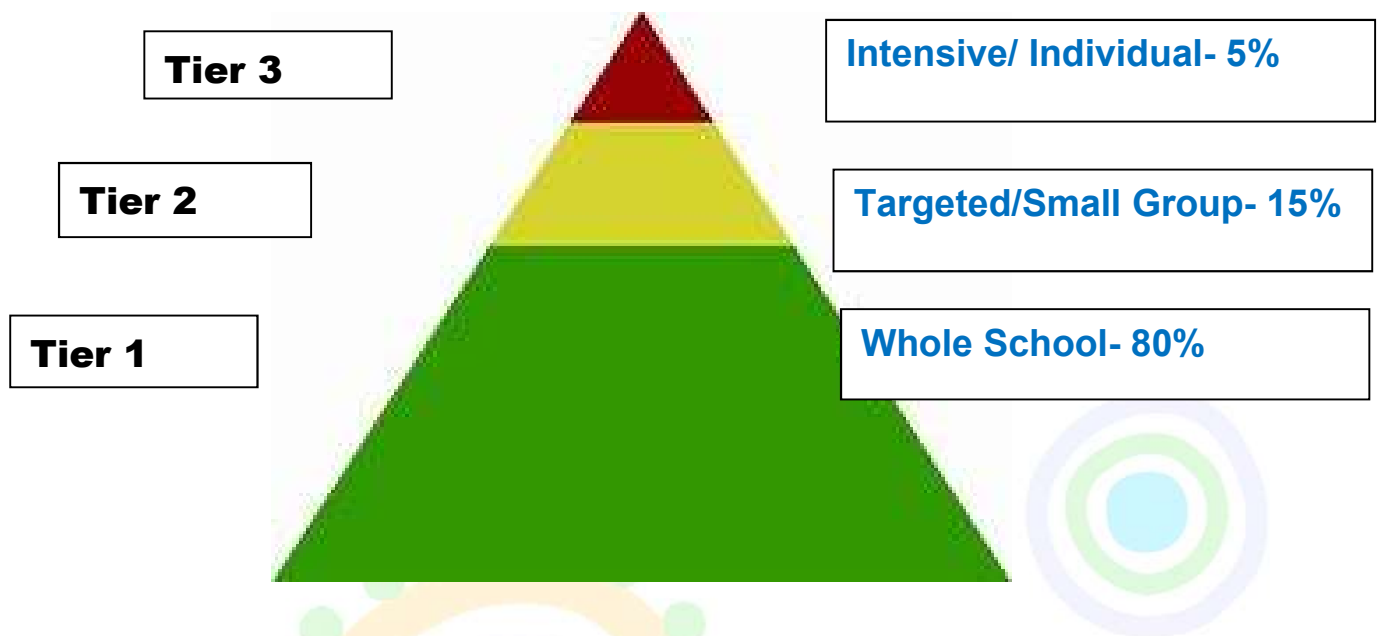 Tier 3
Intensive/ Individual- 5%
Tier 2
Targeted/Small Group- 15%
Tier 1
Whole School- 80%